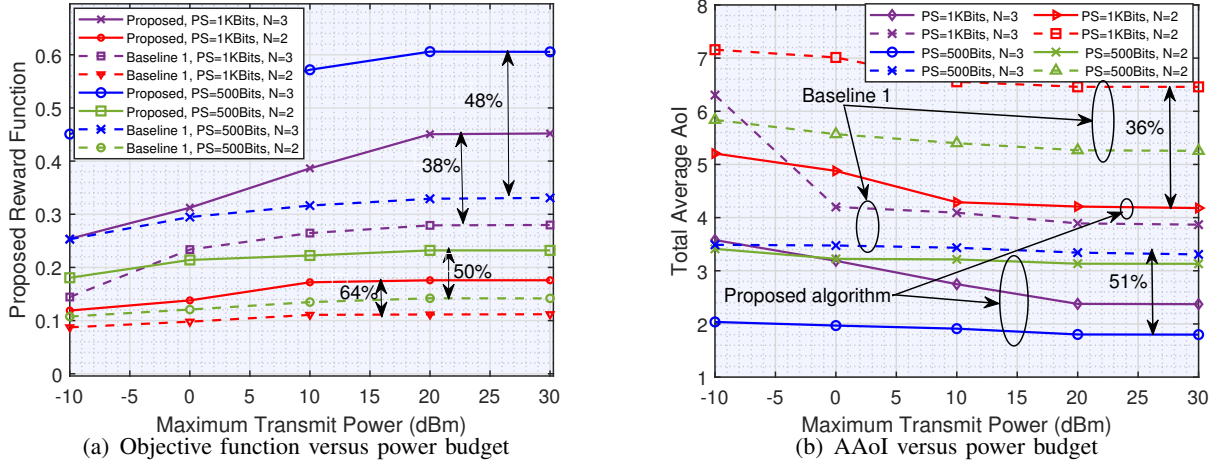 Proposed, PS=1KBits, N=3
Proposed, PS=1KBits, N=2
Baseline 1, PS=1KBits, N=3
Baseline 1, PS=1KBits, N=2
Proposed, PS=500Bits, N=3
Proposed, PS=500Bits, N=2
Baseline 1, PS=500Bits, N=3
Baseline 1, PS=500Bits, N=2
48%
38%
50%
64%
0.6
0.5
0.4
0.3
0.2
0.1
0
Proposed Reward Function
-10 -5 0 5 10 15 20 25 30
Maximum Transmit Power (dBm)
(a) Objective function versus power budget
PS=1KBits, N=3 PS=1KBits, N=2
PS=1KBits, N=3 PS=1KBits, N=2
PS=500Bits, N=3 PS=500Bits, N=2
PS=500Bits, N=3 PS=500Bits, N=2
Baseline 1
36%
Proposed algorithm
51%
8
7
6
5
4
3
2
1
Total Average AoI
-10 -5 0 5 10 15 20 25 30
Maximum Transmit Power (dBm)
(b) AAoI versus power budget